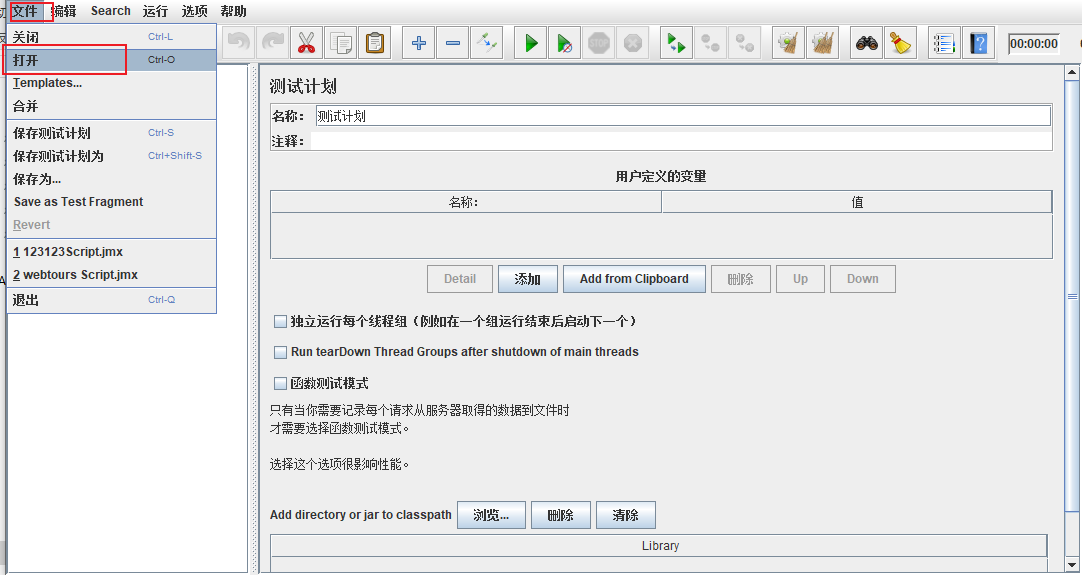 文件 编辑 Search 运行 选项 帮助
关闭 Ctrl-L
打开 Ctrl-O
Templates...
合并
保存测试计划 Ctrl-S
保存测试计划为 Ctrl+Shift-S
保存为...
Save as Test Fragment
Revert
1 123123Script.jmx
2 webtours Script.jmx
退出 Ctrl-Q
STOP
00:00:00
测试计划
名称： 测试计划
注释：
用户定义的变量
名称： 值
Detail 添加 Add from Clipboard 删除 Up Down
独立运行每个线程组（例如在一个组运行结束后启动下一个）
Run tearDown Thread Groups after shutdown of main threads
函数测试模式
只有当你需要记录每个请求从服务器取得的数据到文件时
才需要选择函数测试模式。
选择这个选项很影响性能。
Add directory or jar to classpath 浏览... 删除 清除
Library